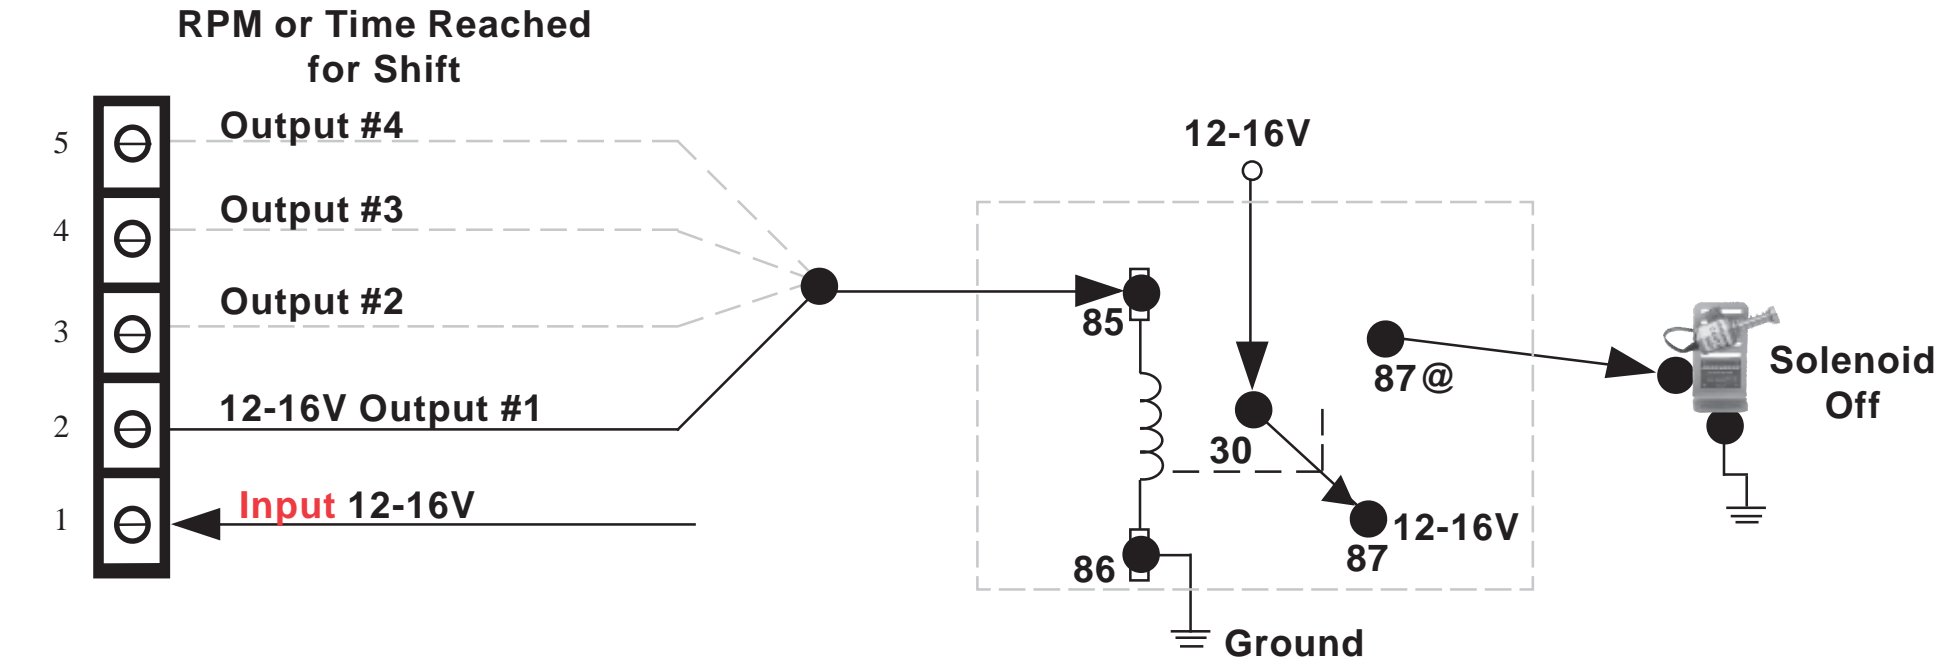 RPM or Time Reached
for Shift
5
Output #4
4
Output #3
3
Output #2
2
12-16V Output #1
1
Input 12-16V
12-16V
85
87@
30
86
12-16V
87
Ground
Solenoid
Off